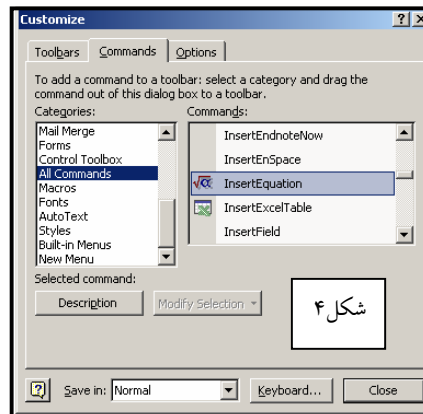 Customize
Toolbars Commands Options
To add a command to a toolbar: select a category and drag the
command out of this dialog box to a toolbar.
Categories: Commands:
Mail Merge
Forms
Control Toolbox
All Commands
Macros
Fonts
AutoText
Styles
Built-in Menus
New Menu
InsertEndnoteNow
InsertEnSpace
InsertEquation
InsertExcelTable
InsertField
Selected command:
Description Modify Selection
شکل۴
Save in: Normal Keyboard... Close